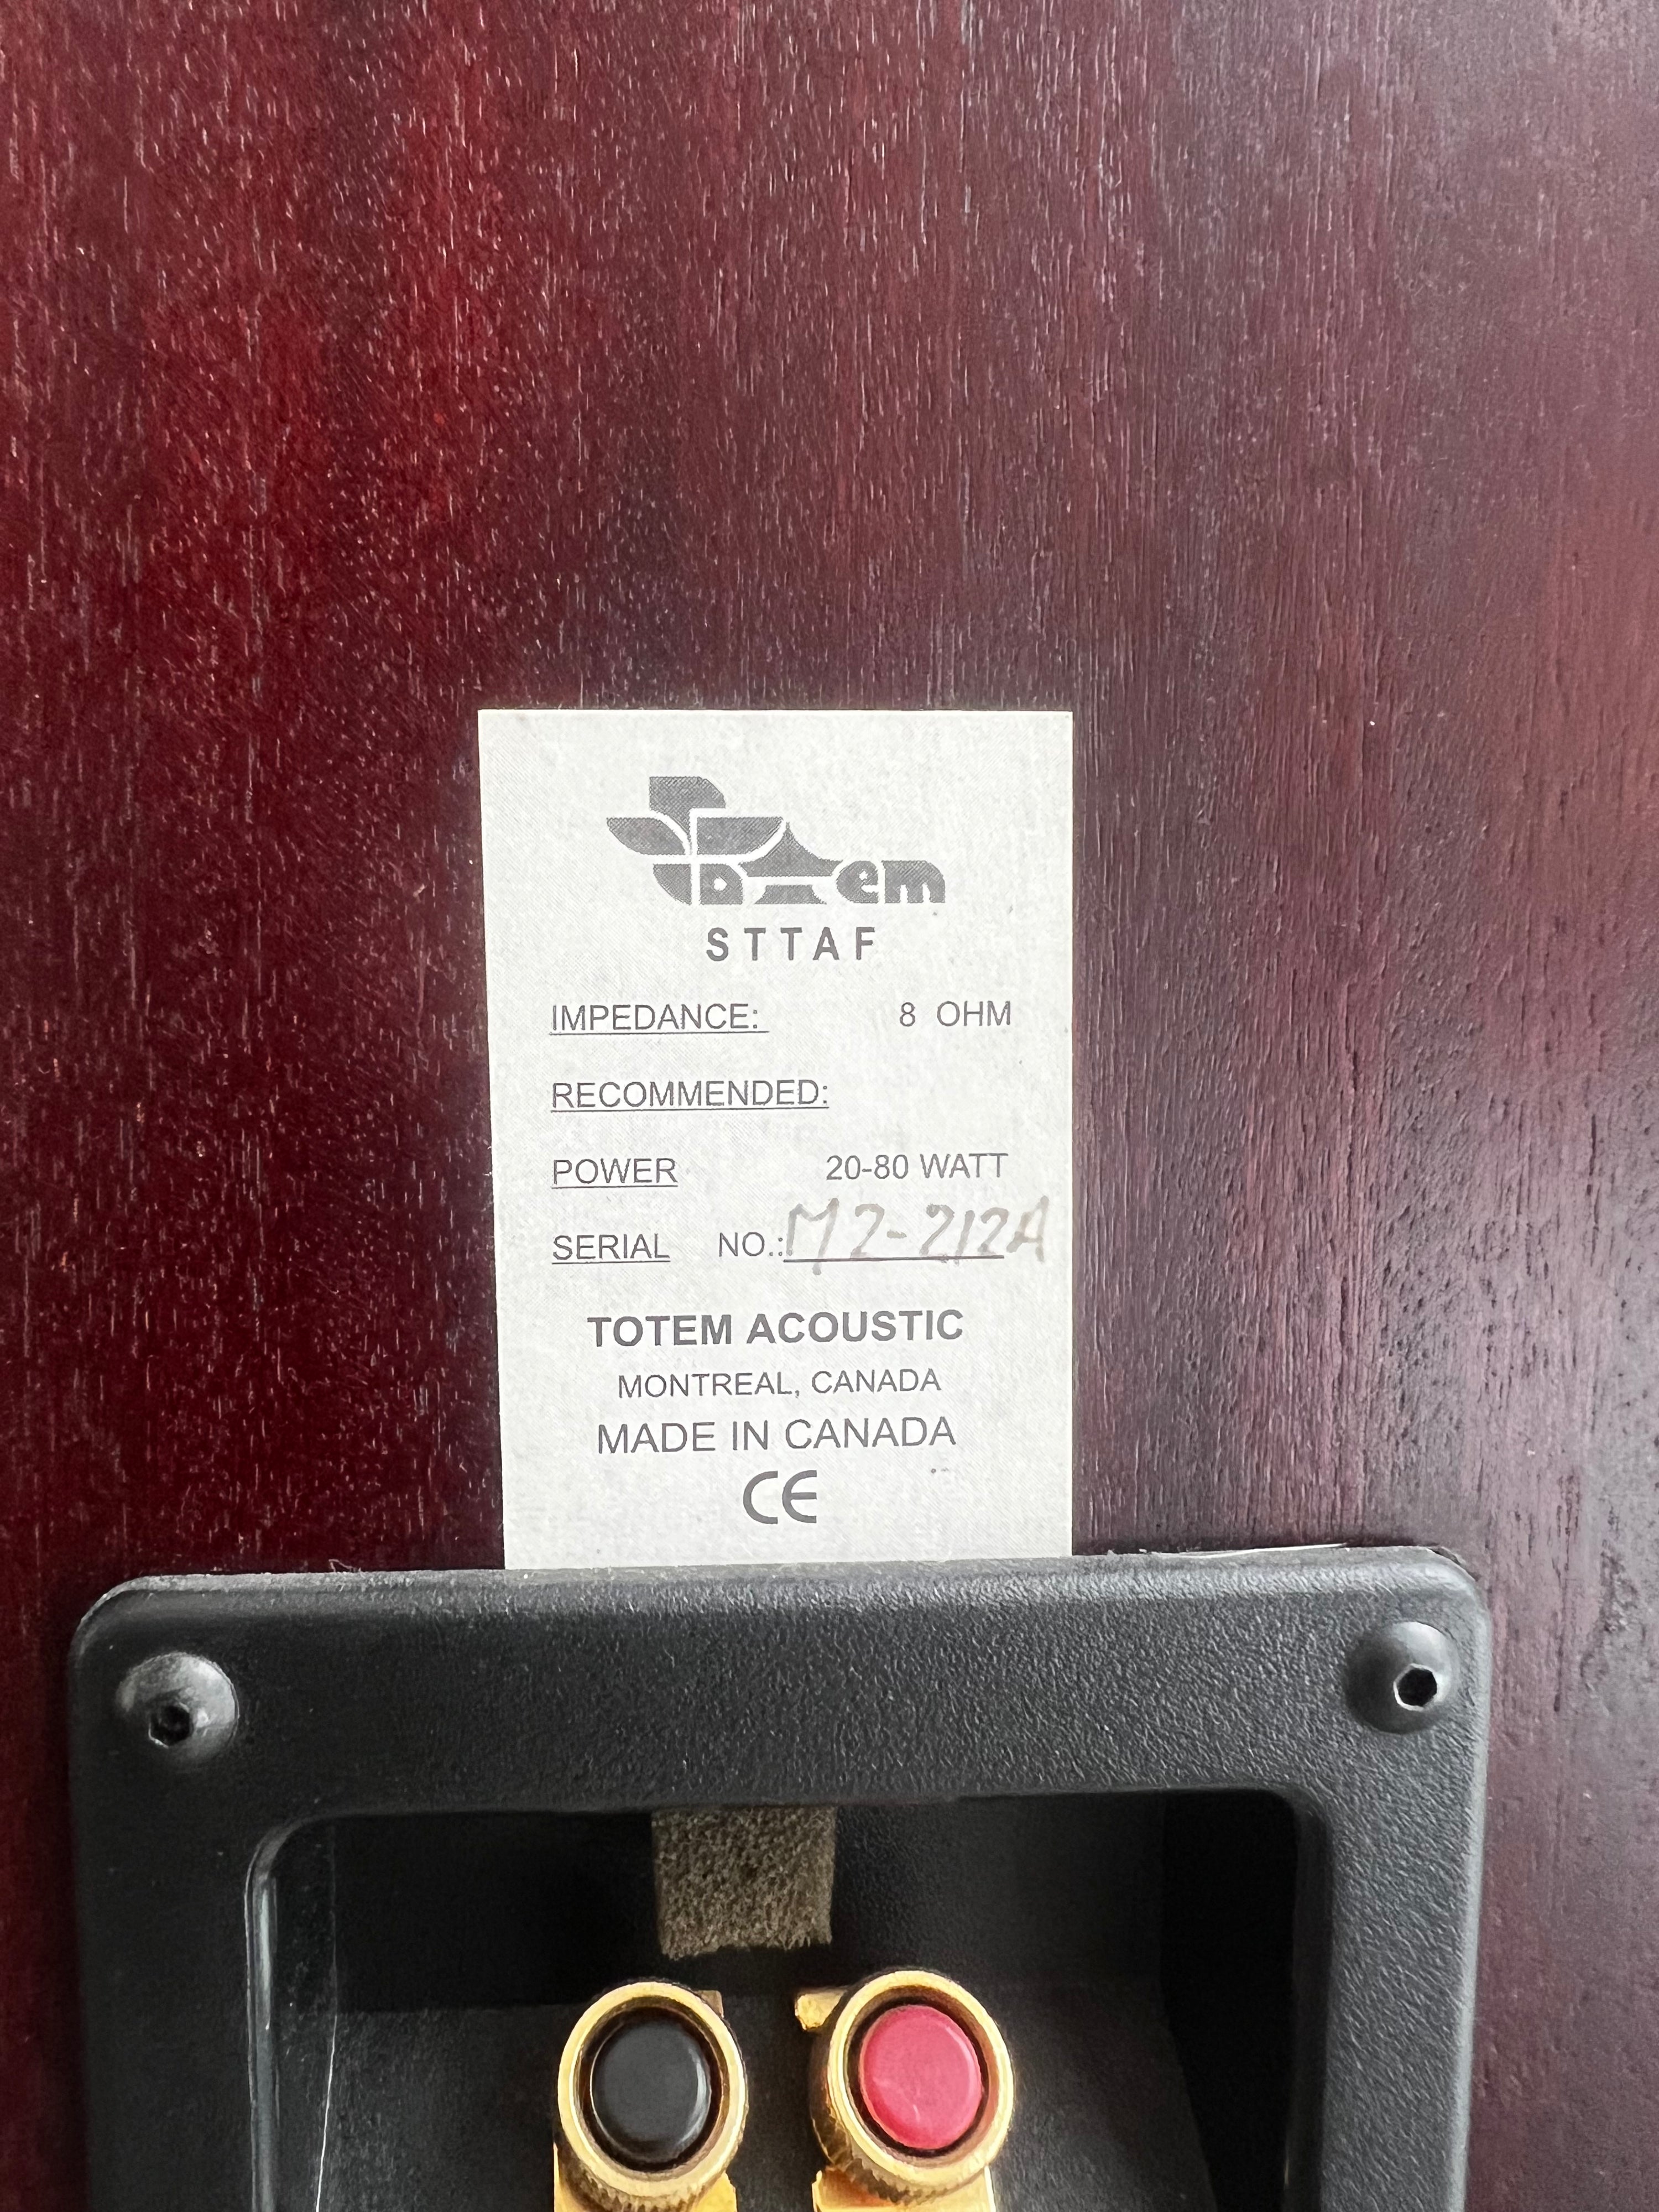 Totem
STTAF
IMPEDANCE: 8 OHM
RECOMMENDED:
POWER 20-80 WATT
SERIAL NO.: M2-212A
TOTEM ACOUSTIC
MONTREAL, CANADA
MADE IN CANADA
CE